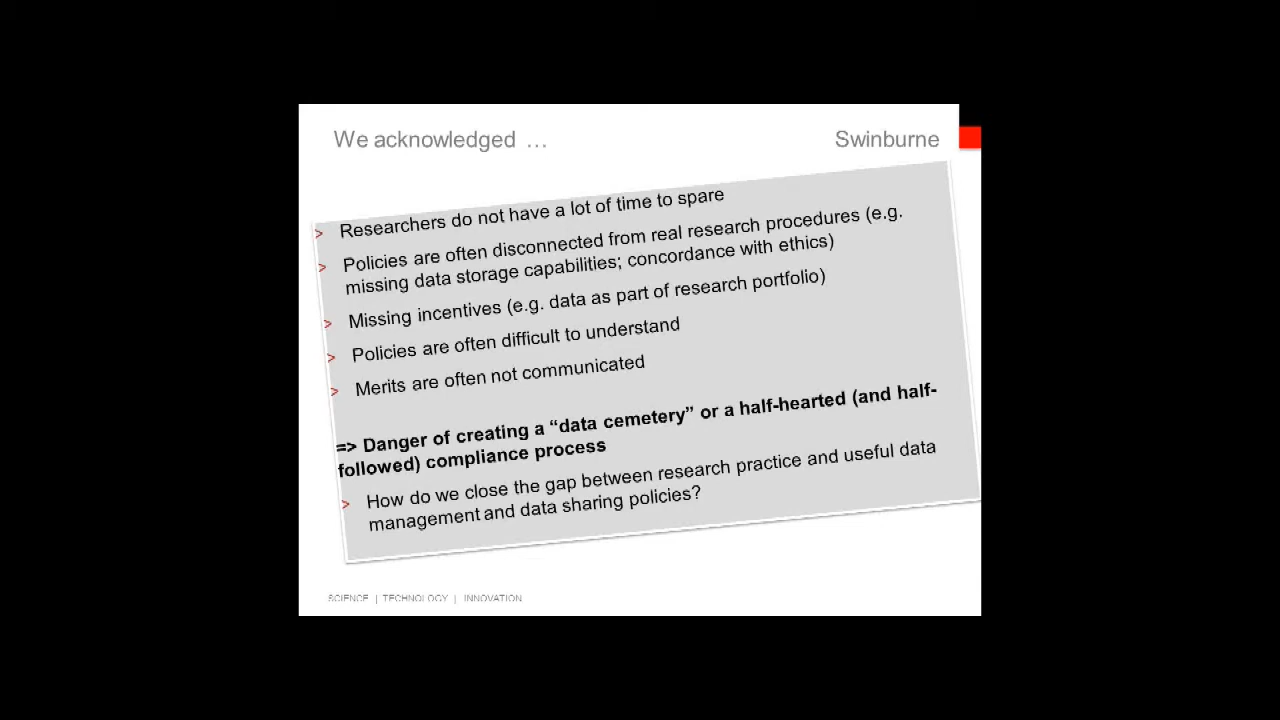 We acknowledged …
Swinburne
> Researchers do not have a lot of time to spare
> Policies are often disconnected from real research procedures (e.g.
missing data storage capabilities; concordance with ethics)
> Missing incentives (e.g. data as part of research portfolio)
> Policies are often difficult to understand
> Merits are often not communicated
=> Danger of creating a “data cemetery” or a half-hearted (and half-
followed) compliance process
> How do we close the gap between research practice and useful data
management and data sharing policies?
SCIENCE | TECHNOLOGY | INNOVATION